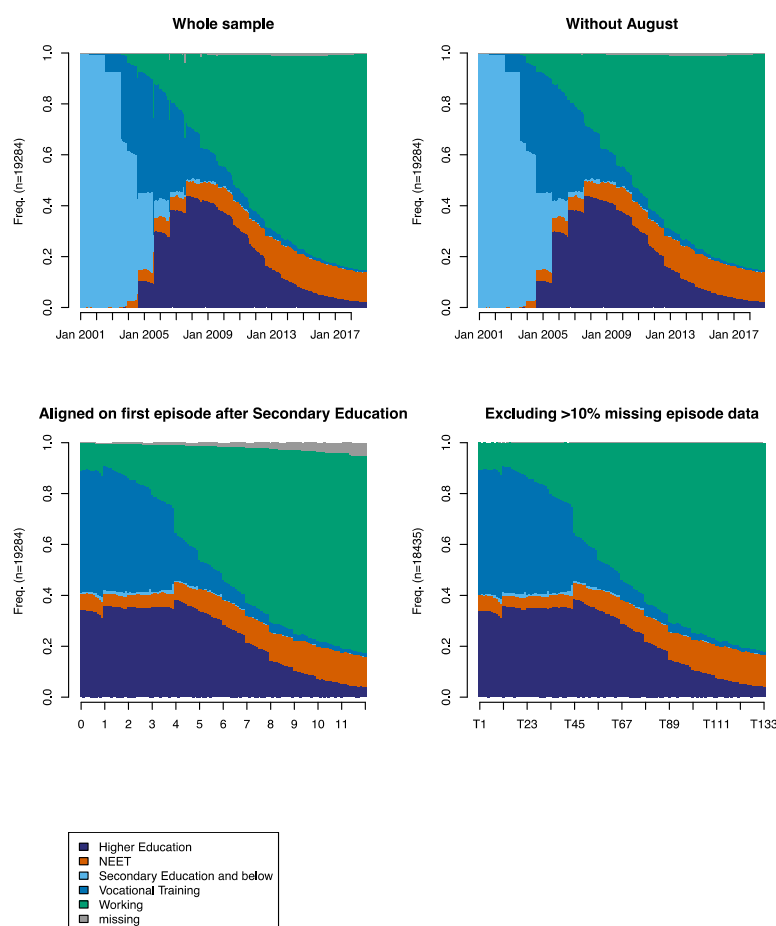 Whole sample
Freq. (n=19284)
0.0 0.2 0.4 0.6 0.8 1.0
Jan 2001 Jan 2005 Jan 2009 Jan 2013 Jan 2017
Without August
Freq. (n=19284)
0.0 0.2 0.4 0.6 0.8 1.0
Jan 2001 Jan 2005 Jan 2009 Jan 2013 Jan 2017
Aligned on first episode after Secondary Education
Freq. (n=19284)
0.0 0.2 0.4 0.6 0.8 1.0
0 1 2 3 4 5 6 7 8 9 10 11
Excluding >10% missing episode data
Freq. (n=18435)
0.0 0.2 0.4 0.6 0.8 1.0
T1 T23 T45 T67 T89 T111 T133
Higher Education
NEET
Secondary Education and below
Vocational Training
Working
missing